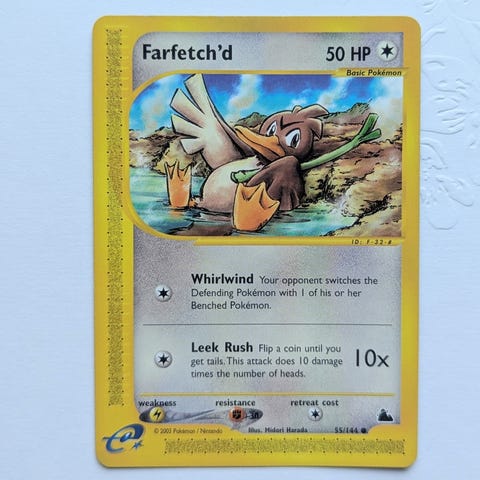 Farfetch'd 50 HP
Basic Pokémon
ID: F-32-#
Whirlwind Your opponent switches the
Defending Pokémon with 1 of his or her
Benched Pokémon.
Leek Rush Flip a coin until you
get tails. This attack does 10 damage
times the number of heads. 10x
weakness resistance retreat cost
-30
© 2003 Pokémon / Nintendo Illus. Midori Harada 55/144
e